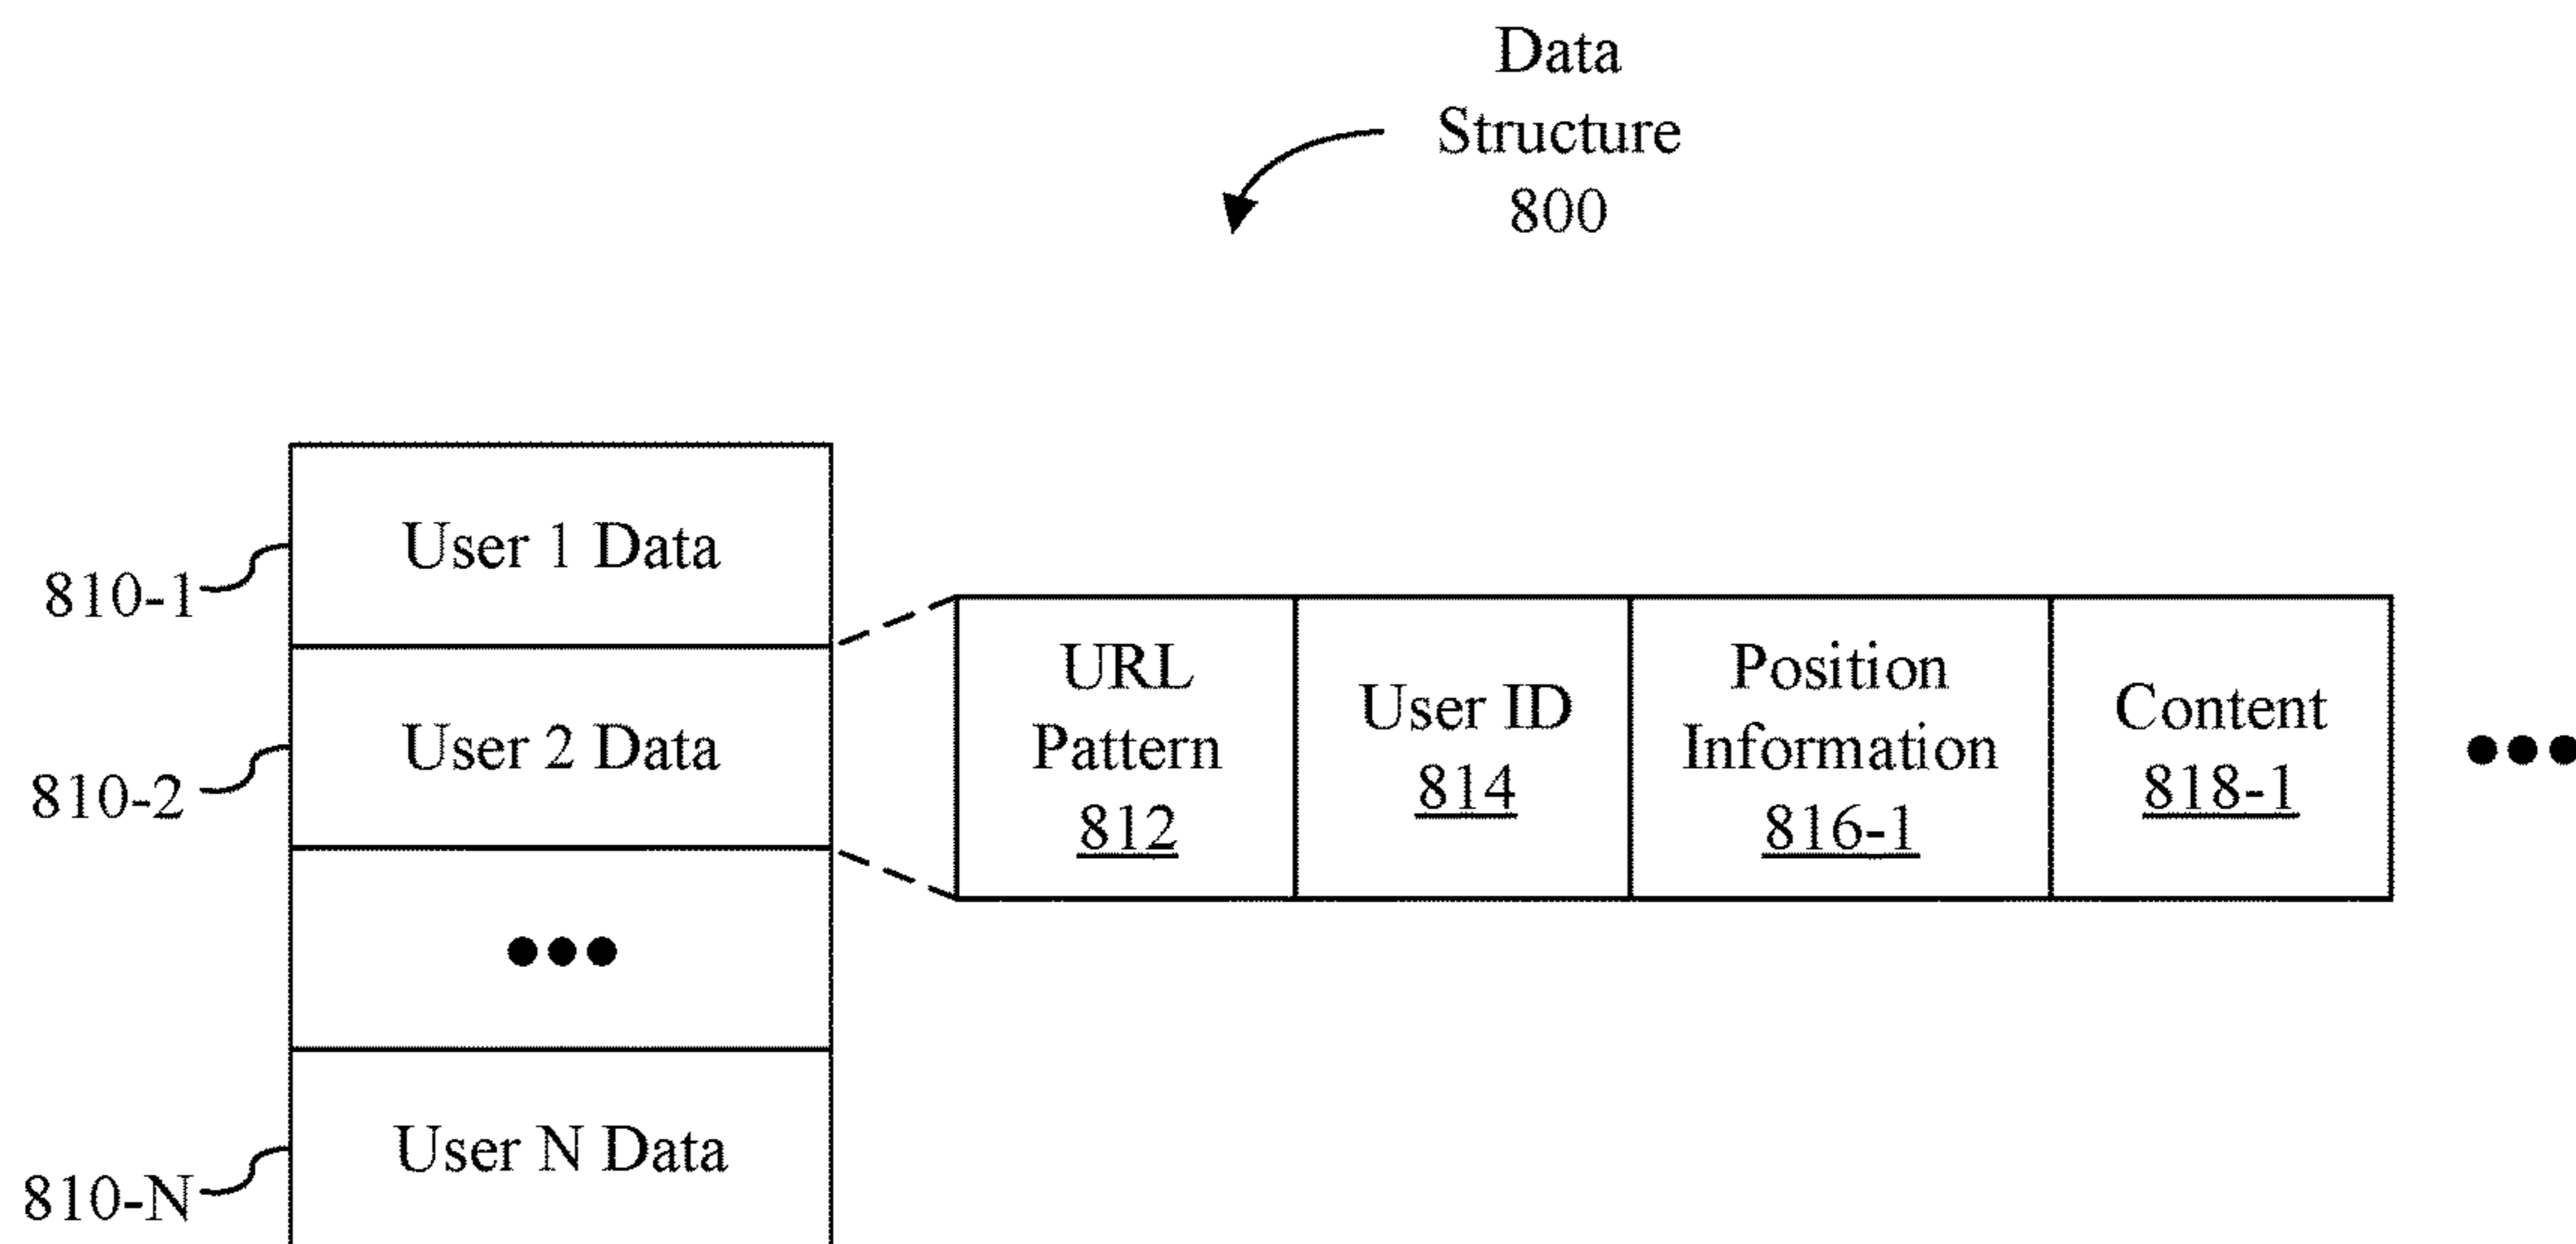 Data
Structure
800
User 1 Data
810-1
URL
Pattern
812
User ID
814
Position
Information
816-1
Content
818-1
User 2 Data
810-2
User N Data
810-N